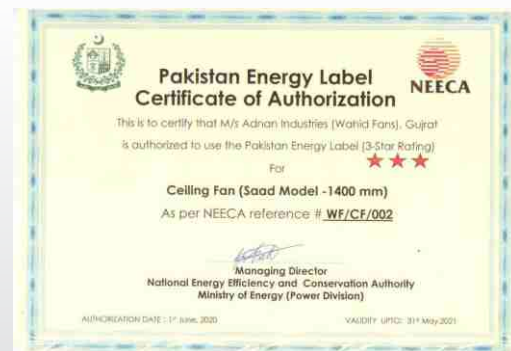 NEECA
Pakistan Energy Label
Certificate of Authorization
This is to certify that M/s Adnan Industries (Wahid Fans), Gujrat
is authorized to use the Pakistan Energy Label (3-Star Rating)
For
Ceiling Fan (Saad Model -1400 mm)
As per NEECA reference # WF/CF/002
Managing Director
National Energy Efficiency and Conservation Authority
Ministry of Energy (Power Division)
AUTHORIZATION DATE : 1st June, 2020
VALIDITY UPTO: 31st May 2021